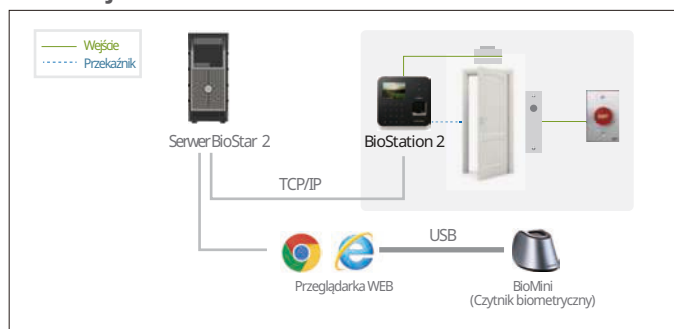 Wejście
Przekaźnik
Serwer BioStar 2
BioStation 2
TCP/IP
USB
Przeglądarka WEB
BioMini
(Czytnik biometryczny)